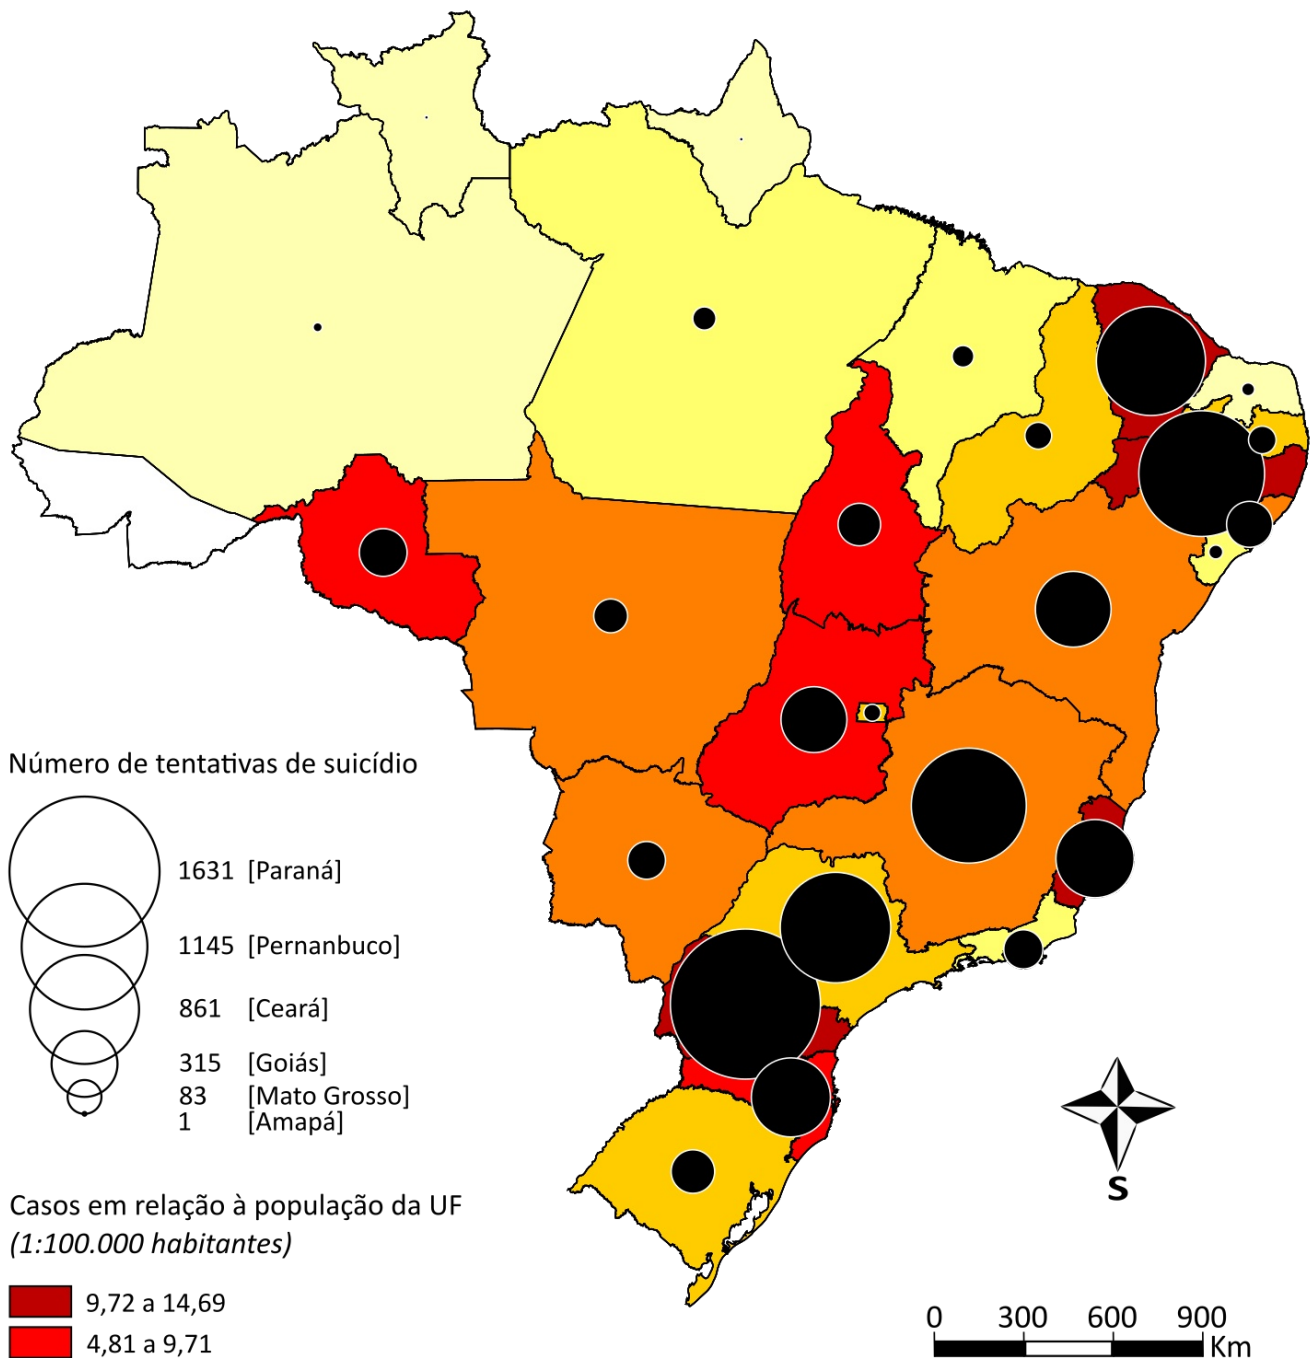 Número de tentativas de suicídio
1631 [Paraná]
1145 [Pernanbuco]
861 [Ceará]
315 [Goiás]
83 [Mato Grosso]
1 [Amapá]
Casos em relação à população da UF
(1:100.000 habitantes)
9,72 a 14,69
4,81 a 9,71
S
0 300 600 900
Km